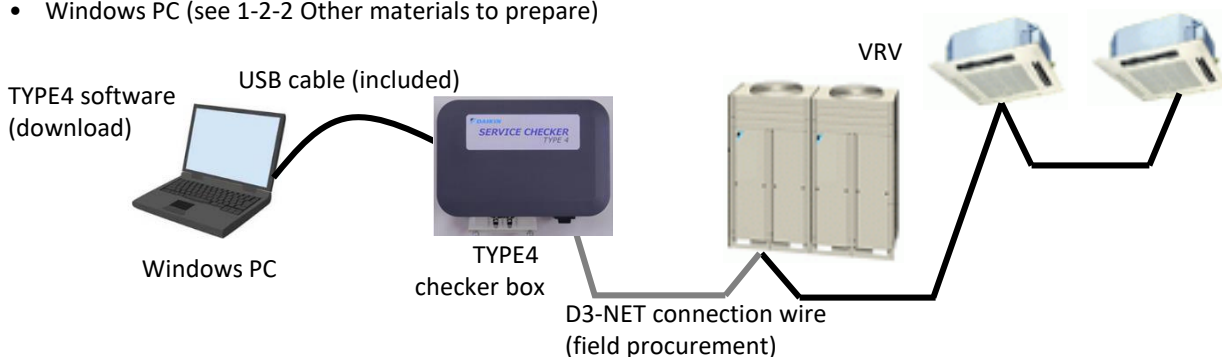 • Windows PC (see 1-2-2 Other materials to prepare)
VRV
USB cable (included)
TYPE4 software
(download)
DAIKIN
SERVICE CHECKER
TYPE 4
Windows PC
TYPE4
checker box
D3-NET connection wire
(field procurement)